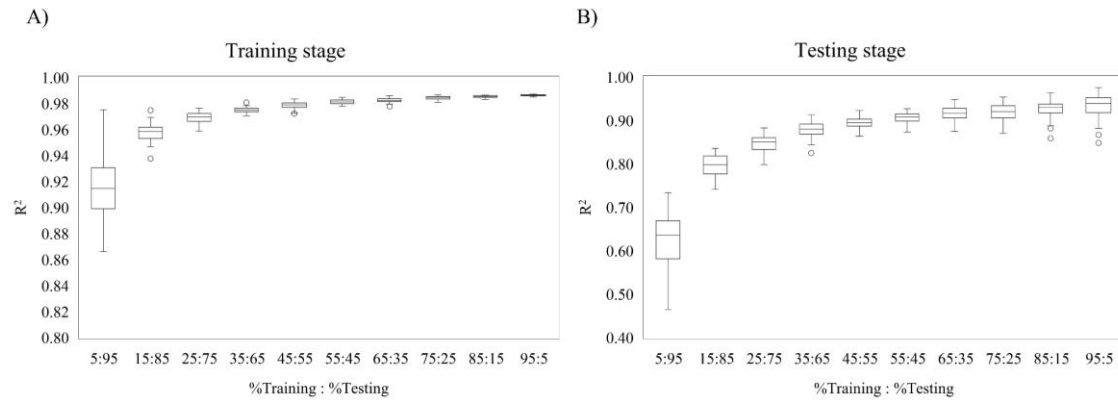 A)
Training stage
1.00
0.98
0.96
0.94
0.92
0.90
0.88
0.86
0.84
0.82
0.80
R²
5:95 15:85 25:75 35:65 45:55 55:45 65:35 75:25 85:15 95:5
%Training : %Testing
B)
Testing stage
1.00
0.90
0.80
0.70
0.60
0.50
0.40
R²
5:95 15:85 25:75 35:65 45:55 55:45 65:35 75:25 85:15 95:5
%Training : %Testing